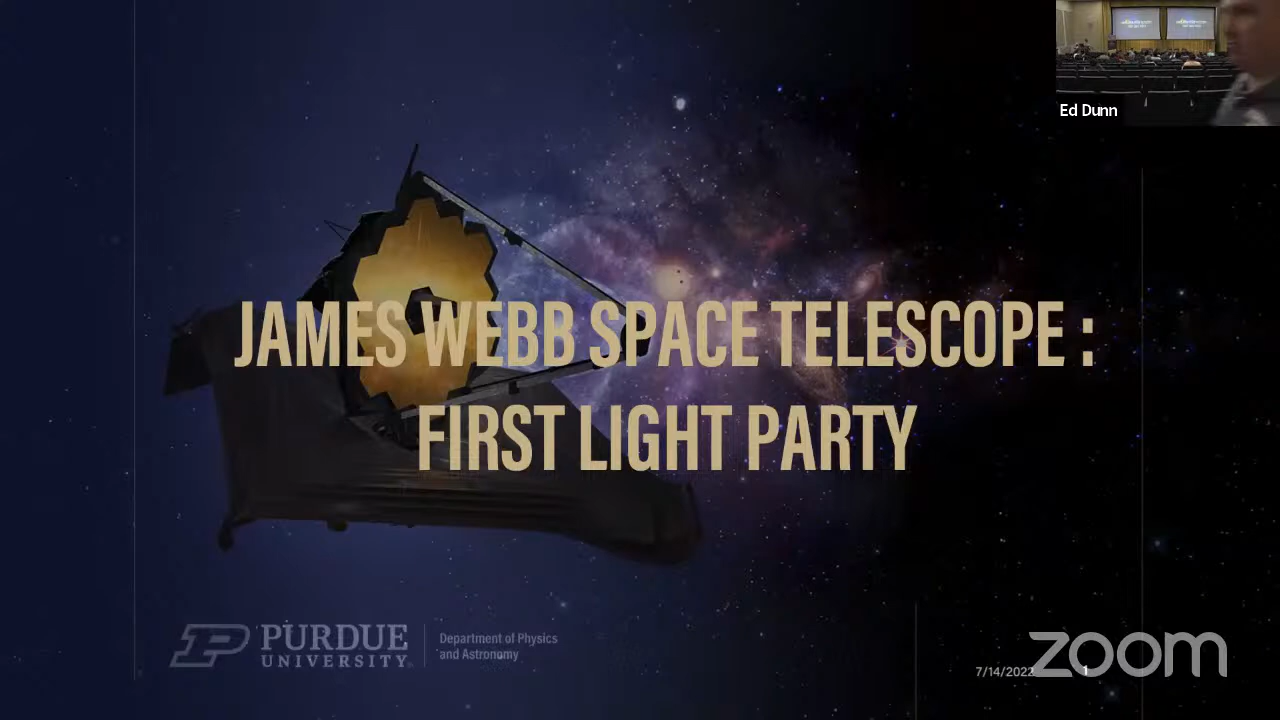 Ed Dunn
JAMES WEBB SPACE TELESCOPE :
FIRST LIGHT PARTY
PURDUE
UNIVERSITY
Department of Physics
and Astronomy
7/14/2022
1
zoom